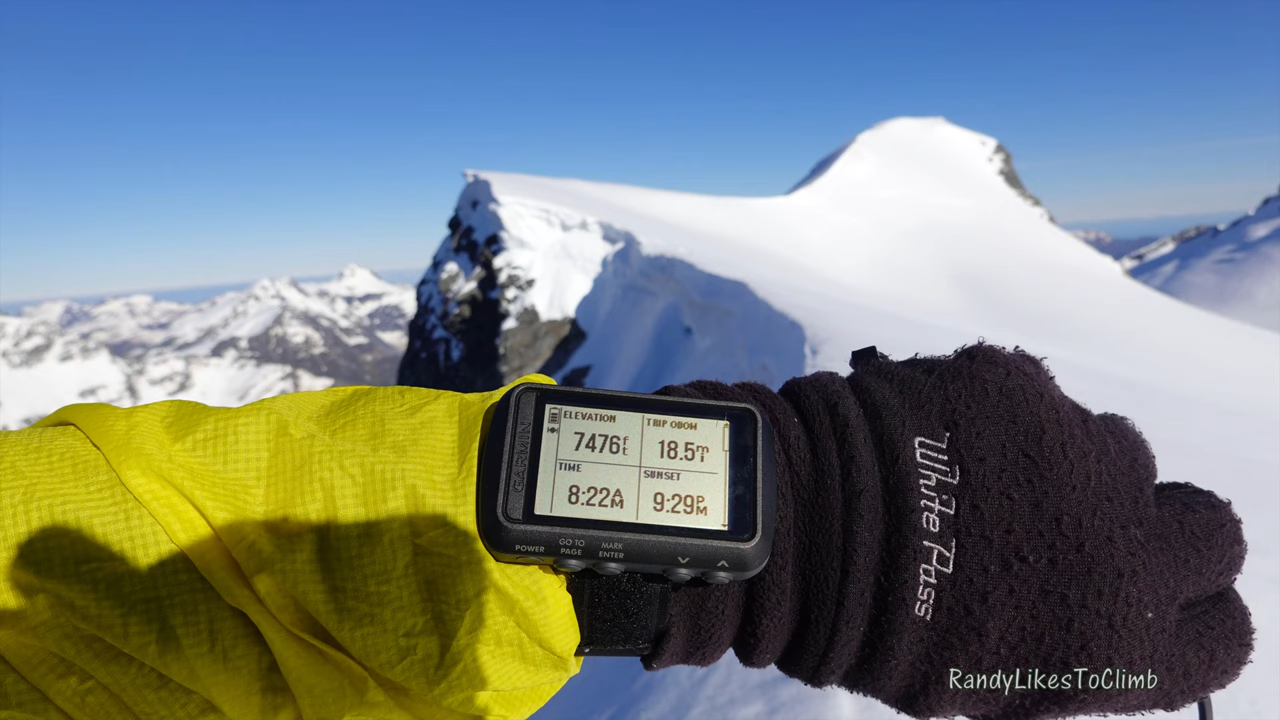 GARMIN
ELEVATION
7476ft
TRIP ODOM
18.5m
TIME
8:22AM
SUNSET
9:29PM
POWER
GO TO
PAGE
MARK
ENTER
White Pass
RandyLikesToClimb